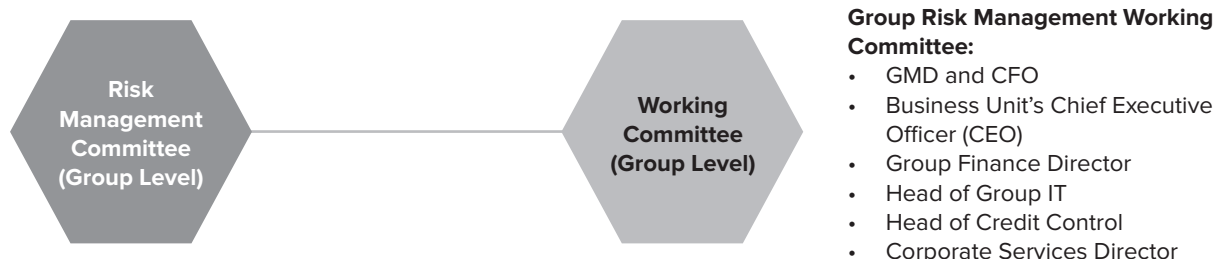 Risk
Management
Committee
(Group Level)
Working
Committee
(Group Level)
Group Risk Management Working
Committee:
• GMD and CFO
• Business Unit's Chief Executive
Officer (CEO)
• Group Finance Director
• Head of Group IT
• Head of Credit Control
• Corporate Services Director